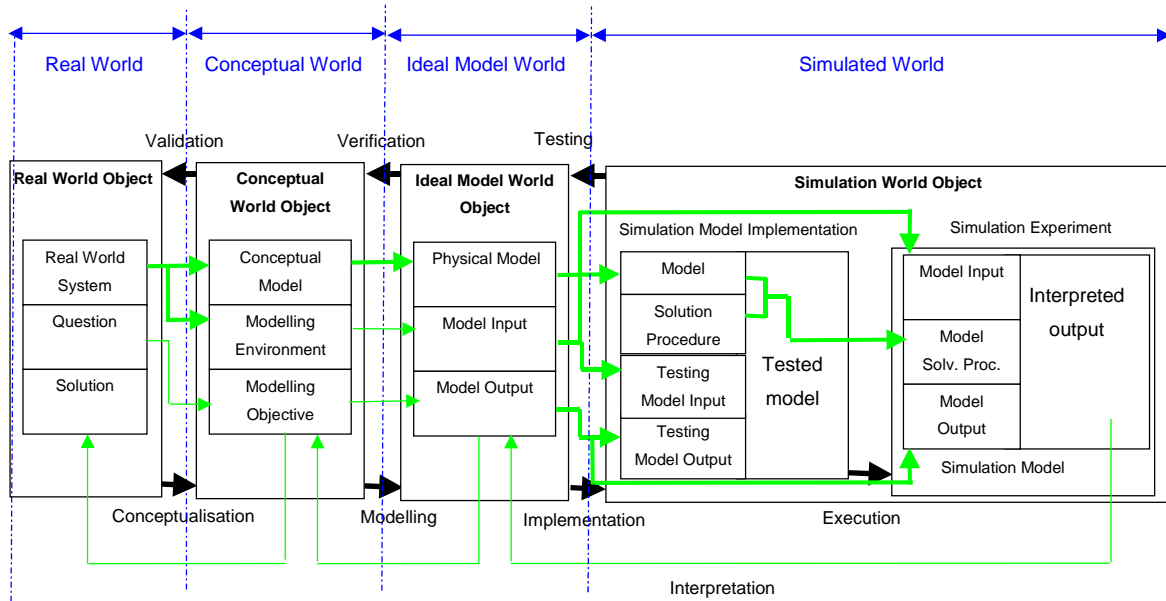 Real World
Conceptual World
Ideal Model World
Simulated World
Validation
Verification
Testing
Real World Object
Conceptual
World Object
Ideal Model World
Object
Simulation World Object
Real World
System
Question
Solution
Conceptual
Model
Modelling
Environment
Modelling
Objective
Physical Model
Model Input
Model Output
Simulation Model Implementation
Model
Solution
Procedure
Testing
Model Input
Testing
Model Output
Tested
model
Simulation Experiment
Model Input
Model
Solv. Proc.
Model
Output
Interpreted
output
Simulation Model
Conceptualisation
Modelling
Implementation
Execution
Interpretation